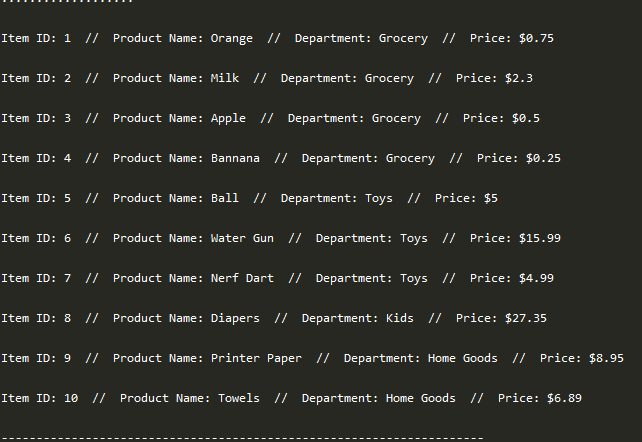 Item ID: 1  //  Product Name: Orange  //  Department: Grocery  //  Price: $0.75
Item ID: 2  //  Product Name: Milk  //  Department: Grocery  //  Price: $2.3
Item ID: 3  //  Product Name: Apple  //  Department: Grocery  //  Price: $0.5
Item ID: 4  //  Product Name: Bannana  //  Department: Grocery  //  Price: $0.25
Item ID: 5  //  Product Name: Ball  //  Department: Toys  //  Price: $5
Item ID: 6  //  Product Name: Water Gun  //  Department: Toys  //  Price: $15.99
Item ID: 7  //  Product Name: Nerf Dart  //  Department: Toys  //  Price: $4.99
Item ID: 8  //  Product Name: Diapers  //  Department: Kids  //  Price: $27.35
Item ID: 9  //  Product Name: Printer Paper  //  Department: Home Goods  //  Price: $8.95
Item ID: 10  //  Product Name: Towels  //  Department: Home Goods  //  Price: $6.89
---------------------------------------------------------------------